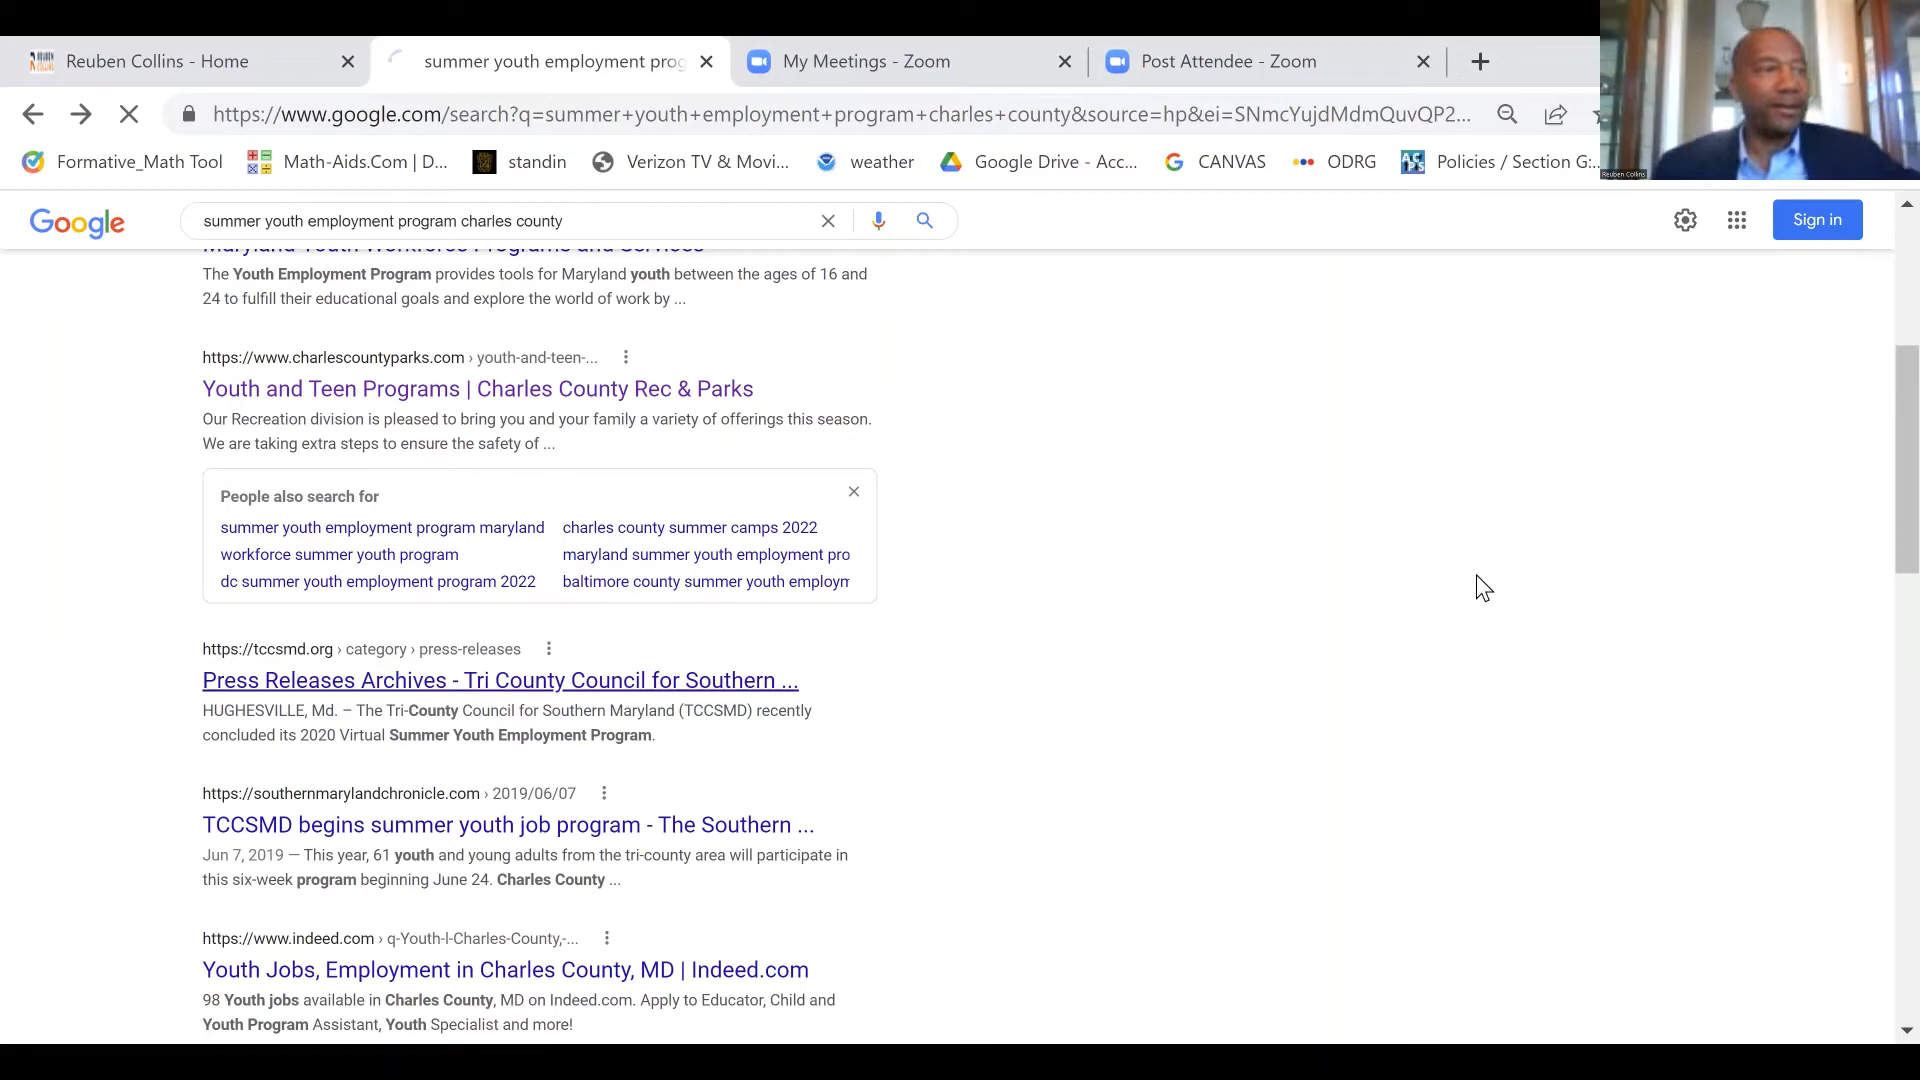 Reuben Collins - Home
summer youth employment prog
My Meetings - Zoom
Post Attendee - Zoom
https://www.google.com/search?q=summer+youth+employment+program+charles+county&source=hp&ei=SNmcYujdMdmQuvQP2...
Formative_Math Tool
Math-Aids.Com | D...
standin
Verizon TV & Movi...
weather
Google Drive - Acc...
CANVAS
ODRG
Policies / Section G:..
Reuben Collins
Google
summer youth employment program charles county
Sign in
Maryland Youth Workforce Programs and Services
The Youth Employment Program provides tools for Maryland youth between the ages of 16 and
24 to fulfill their educational goals and explore the world of work by ...
https://www.charlescountyparks.com › youth-and-teen-...
Youth and Teen Programs | Charles County Rec & Parks
Our Recreation division is pleased to bring you and your family a variety of offerings this season.
We are taking extra steps to ensure the safety of ...
People also search for
summer youth employment program maryland
charles county summer camps 2022
workforce summer youth program
maryland summer youth employment pro
dc summer youth employment program 2022
baltimore county summer youth employm
https://tccsmd.org › category › press-releases
Press Releases Archives - Tri County Council for Southern ...
HUGHESVILLE, Md. – The Tri-County Council for Southern Maryland (TCCSMD) recently
concluded its 2020 Virtual Summer Youth Employment Program.
https://southernmarylandchronicle.com › 2019/06/07
TCCSMD begins summer youth job program - The Southern ...
Jun 7, 2019 — This year, 61 youth and young adults from the tri-county area will participate in
this six-week program beginning June 24. Charles County ...
https://www.indeed.com › q-Youth-l-Charles-County,-...
Youth Jobs, Employment in Charles County, MD | Indeed.com
98 Youth jobs available in Charles County, MD on Indeed.com. Apply to Educator, Child and
Youth Program Assistant, Youth Specialist and more!